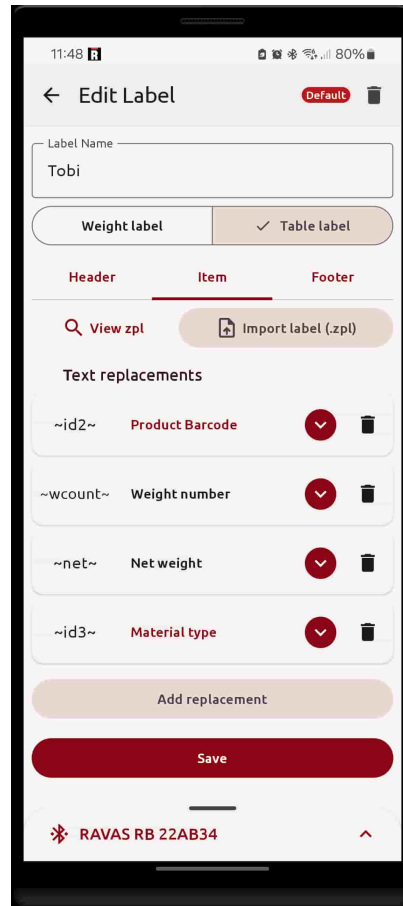 11:48 R 80%
Edit Label Default
Label Name
Tobi
Weight label Table label
Header Item Footer
View zpl Import label (.zpl)
Text replacements
~id2~ Product Barcode
~wcount~ Weight number
~net~ Net weight
~id3~ Material type
Add replacement
Save
RAVAS RB 22AB34